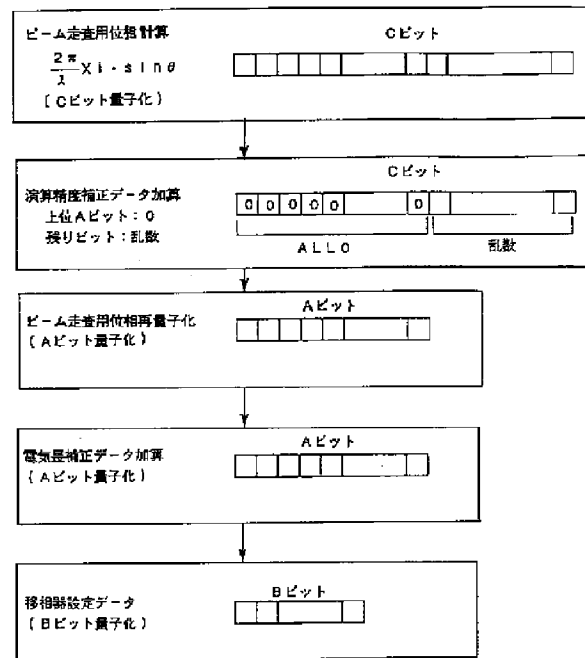 ビーム走査用位相計算
Cビット
2π/λ Xi・sinθ
(Cビット量子化)
Cビット
演算精度補正データ加算
上位Aビット:0
残りビット:乱数
0 0 0 0 0 0
ALL0
乱数
Aビット
ビーム走査用位相再量子化
(Aビット量子化)
Aビット
電気長補正データ加算
(Aビット量子化)
Bビット
移相器設定データ
(Bビット量子化)